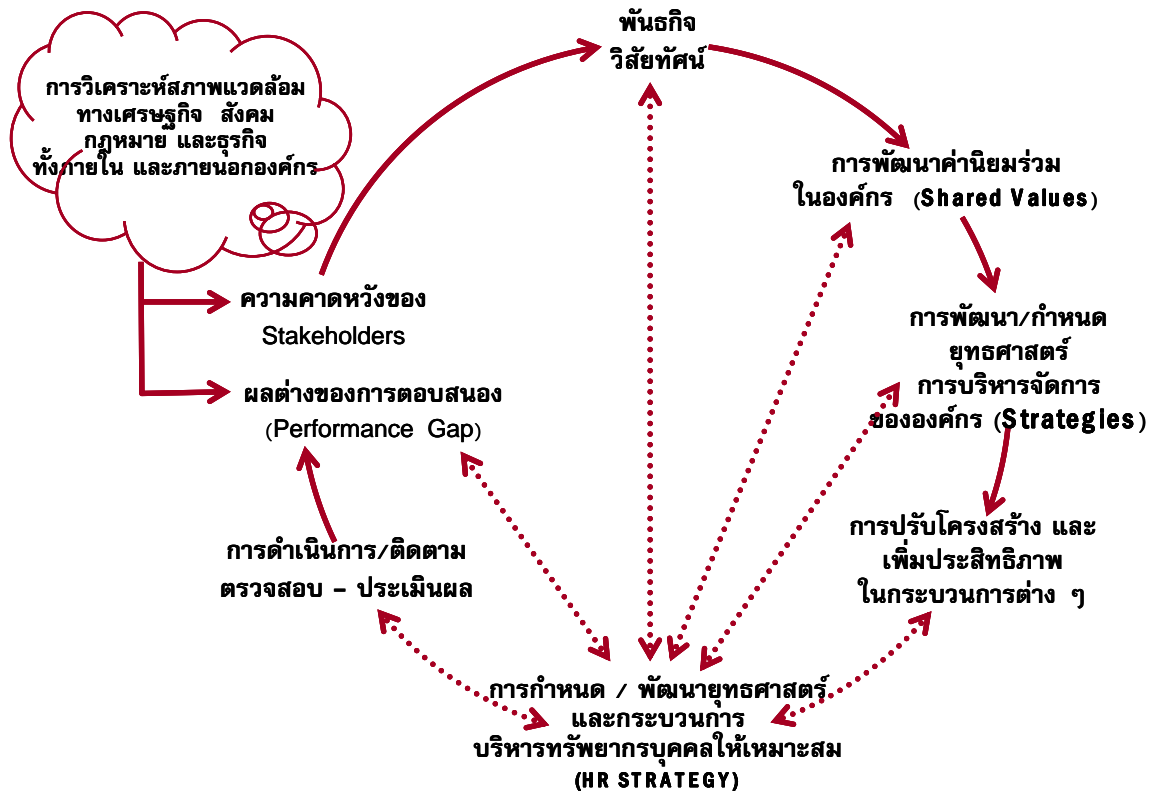 พันธกิจ
วิสัยทัศน์
การวิเคราะห์สภาพแวดล้อม
ทางเศรษฐกิจ สังคม
กฎหมาย และธุรกิจ
ทั้งภายใน และภายนอกองค์กร
การพัฒนาค่านิยมร่วม
ในองค์กร (Shared Values)
ความคาดหวังของ
Stakeholders
การพัฒนา/กำหนด
ยุทธศาสตร์
การบริหารจัดการ
ขององค์กร (Strategies)
ผลต่างของการตอบสนอง
(Performance Gap)
การปรับโครงสร้าง และ
เพิ่มประสิทธิภาพ
ในกระบวนการต่าง ๆ
การดำเนินการ/ติดตาม
ตรวจสอบ – ประเมินผล
การกำหนด / พัฒนายุทธศาสตร์
และกระบวนการ
บริหารทรัพยากรบุคคลให้เหมาะสม
(HR STRATEGY)